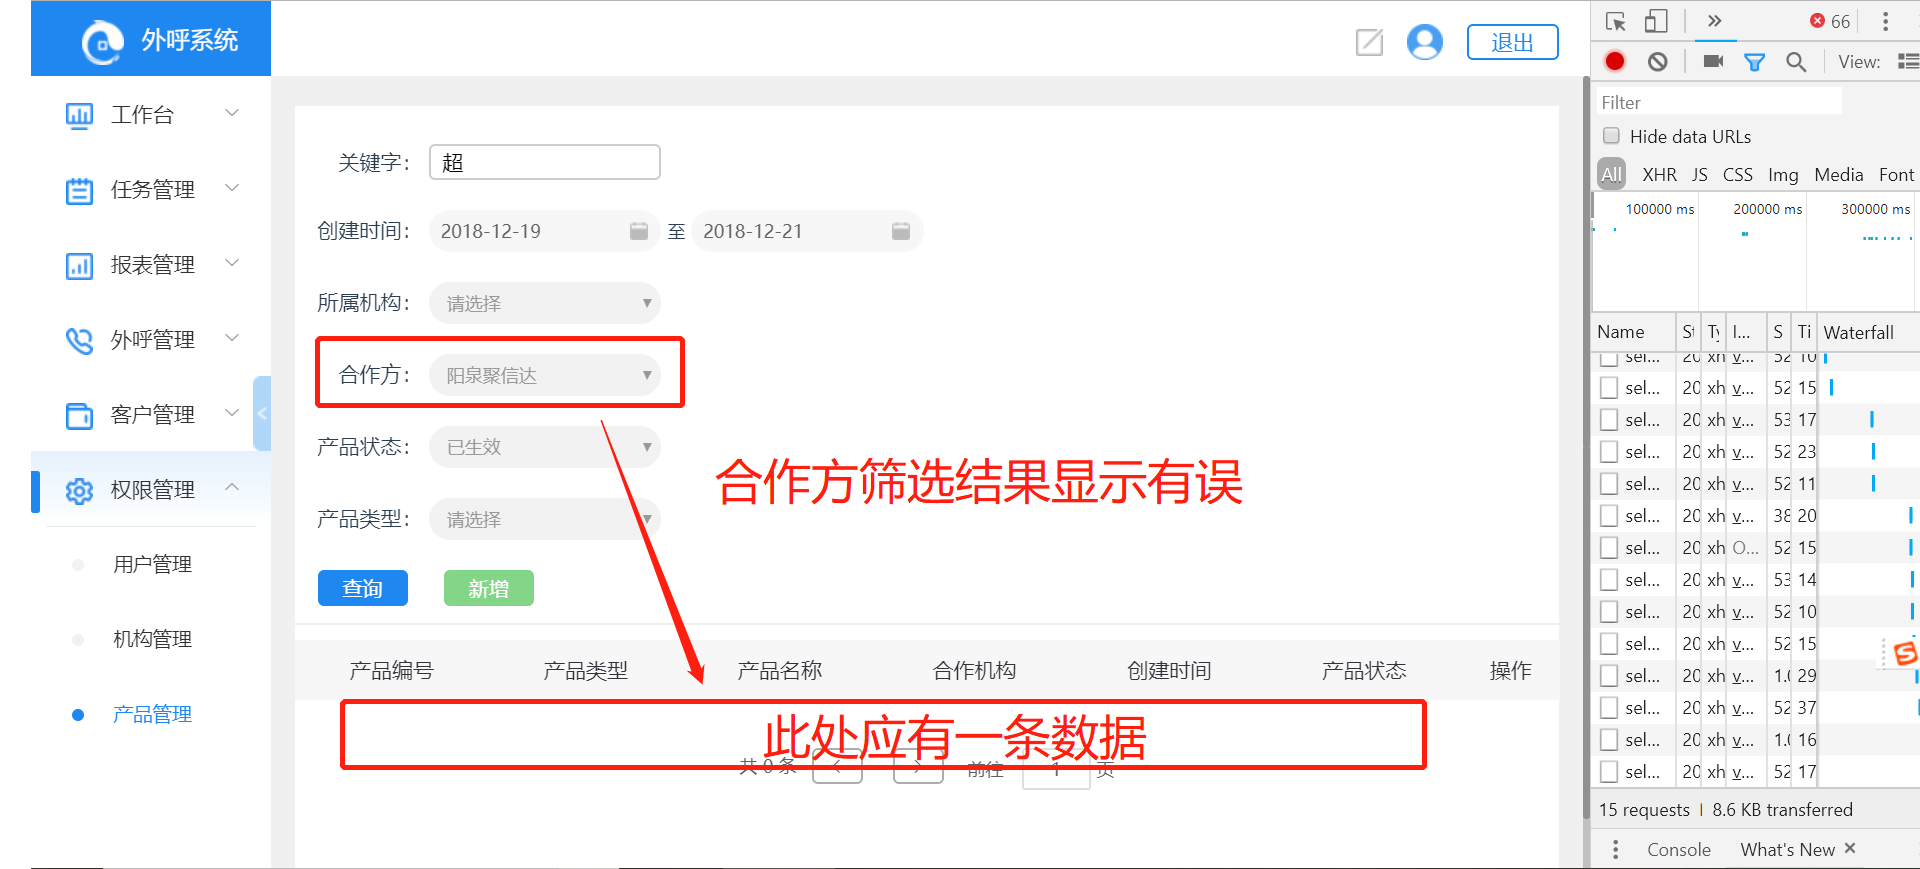 外呼系统
退出
工作台
任务管理
报表管理
外呼管理
客户管理
权限管理
用户管理
机构管理
产品管理
关键字： 超
创建时间： 2018-12-19 至 2018-12-21
所属机构： 请选择
合作方： 阳泉聚信达
产品状态： 已生效
产品类型： 请选择
合作方筛选结果显示有误
查询 新增
产品编号 产品类型 产品名称 合作机构 创建时间 产品状态 操作
此处应有一条数据
共 0 条 前往 1 页
66
View:
Filter
Hide data URLs
All XHR JS CSS Img Media Font
100000 ms 200000 ms 300000 ms
Name St Ty I... S Ti Waterfall
sel... 20 xh v... 52 10
sel... 20 xh v... 52 15
sel... 20 xh v... 53 17
sel... 20 xh v... 52 23
sel... 20 xh v... 52 11
sel... 20 xh v... 38 20
sel... 20 xh O... 52 15
sel... 20 xh v... 53 14
sel... 20 xh v... 52 10
sel... 20 xh v... 52 15
sel... 20 xh v... 1.0 29
sel... 20 xh v... 52 37
sel... 20 xh v... 1.0 16
sel... 20 xh v... 52 17
15 requests | 8.6 KB transferred
Console What's New ×